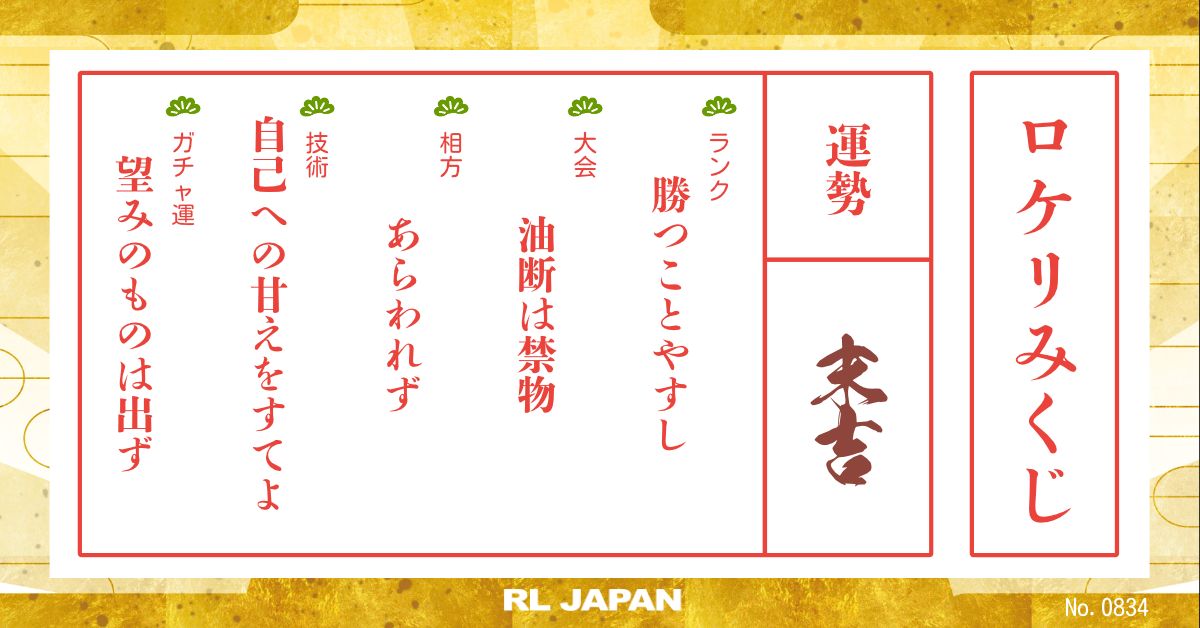 ロケリみくじ
運勢
末吉
ランク
勝つことやすし
大会
油断は禁物
相方
あらわれず
技術
自己への甘えをすてよ
ガチャ運
望みのものは出ず
RL JAPAN
No. 0834